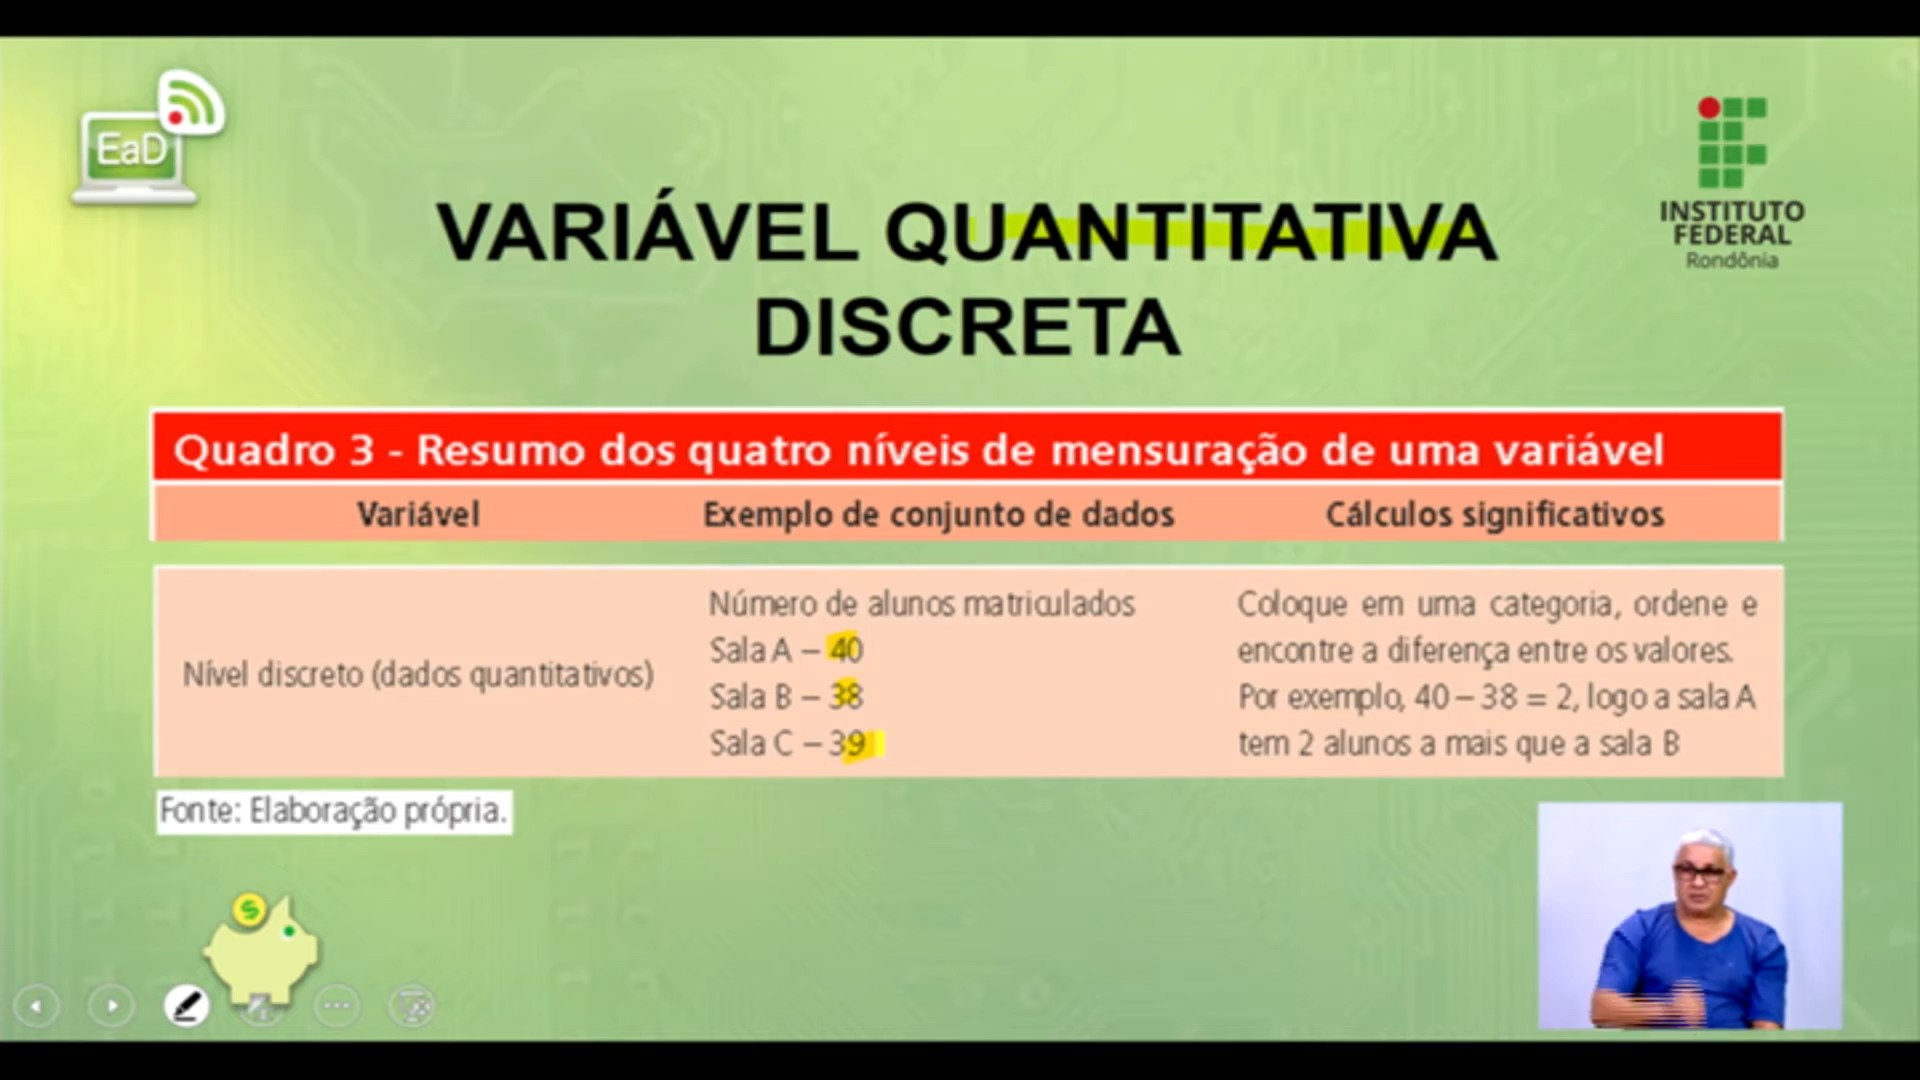 EaD
INSTITUTO
FEDERAL
Rondônia
VARIÁVEL QUANTITATIVA
DISCRETA
Quadro 3 - Resumo dos quatro níveis de mensuração de uma variável
Variável Exemplo de conjunto de dados Cálculos significativos
Nível discreto (dados quantitativos)
Número de alunos matriculados
Sala A – 40
Sala B – 38
Sala C – 39
Coloque em uma categoria, ordene e
encontre a diferença entre os valores.
Por exemplo, 40 – 38 = 2, logo a sala A
tem 2 alunos a mais que a sala B
Fonte: Elaboração própria.
$